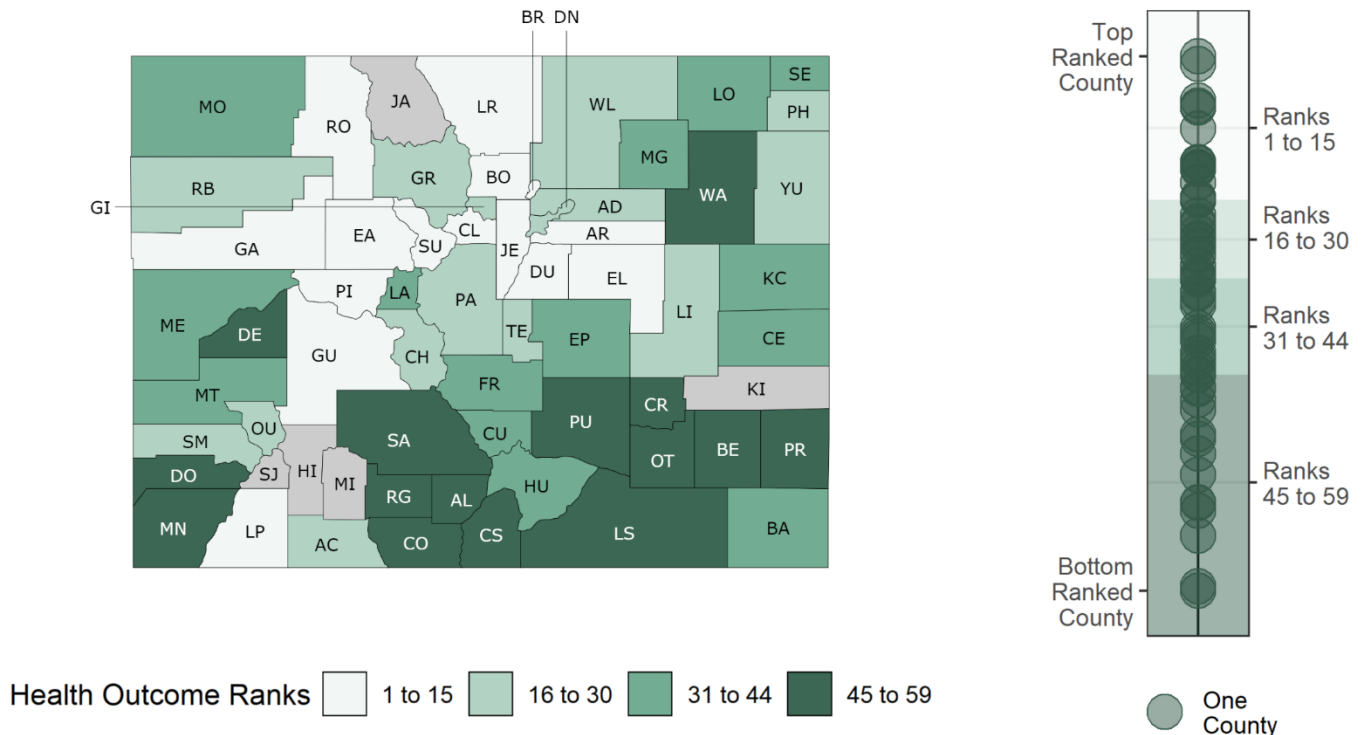 BR DN
MO
JA
LR
WL
LO
SE
PH
RO
MG
RB
GR
BO
WA
YU
GI
AD
GA
EA
SU
CL
JE
AR
DU
EL
KC
PI
LA
PA
LI
ME
DE
TE
EP
CE
GU
CH
FR
KI
MT
CR
OU
CU
PU
SM
SA
OT
BE
PR
DO
SJ
HI
MI
RG
AL
HU
MN
LP
AC
CO
CS
LS
BA
Top
Ranked
County
Ranks
1 to 15
Ranks
16 to 30
Ranks
31 to 44
Ranks
45 to 59
Bottom
Ranked
County
Health Outcome Ranks 1 to 15 16 to 30 31 to 44 45 to 59
One
County